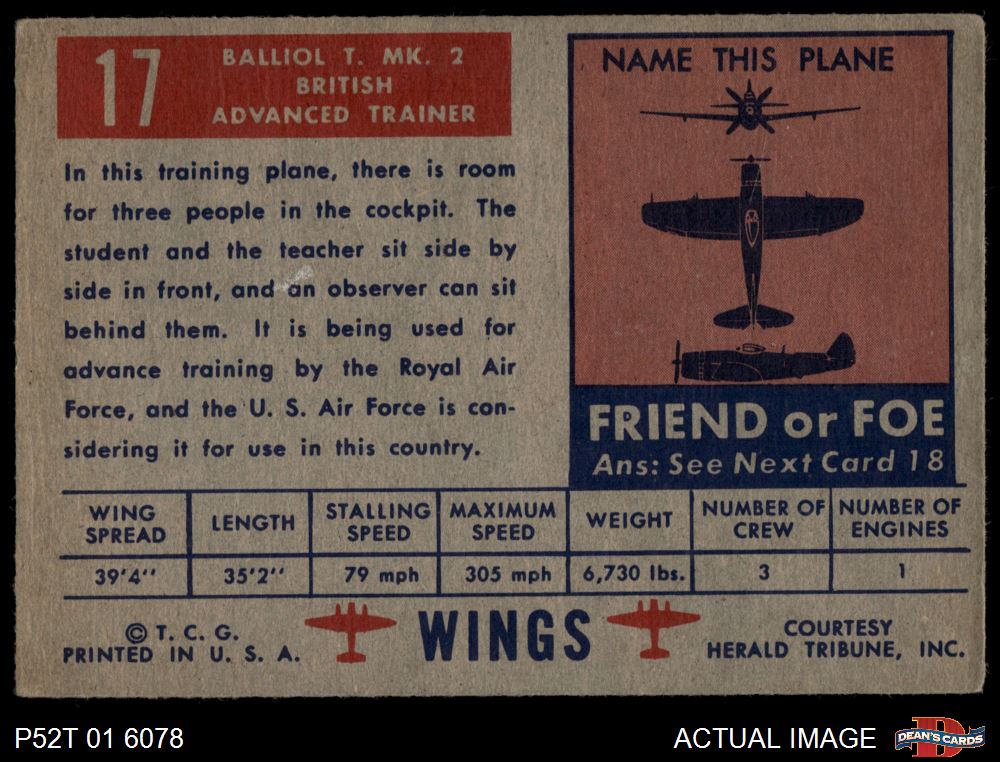 17
BALLIOL T. MK. 2
BRITISH
ADVANCED TRAINER
In this training plane, there is room
for three people in the cockpit. The
student and the teacher sit side by
side in front, and an observer can sit
behind them. It is being used for
advance training by the Royal Air
Force, and the U. S. Air Force is con-
sidering it for use in this country.
NAME THIS PLANE
FRIEND or FOE
Ans: See Next Card 18
WING SPREAD
LENGTH
STALLING SPEED
MAXIMUM SPEED
WEIGHT
NUMBER OF CREW
NUMBER OF ENGINES
39'4''
35'2''
79 mph
305 mph
6,730 lbs.
3
1
© T. C. G.
PRINTED IN U. S. A.
WINGS
COURTESY
HERALD TRIBUNE, INC.
P52T 01 6078
ACTUAL IMAGE
DEAN'S CARDS